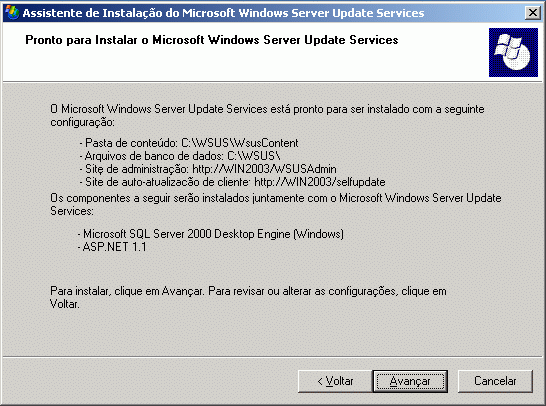 Assistente de Instalação do Microsoft Windows Server Update Services
Pronto para Instalar o Microsoft Windows Server Update Services
O Microsoft Windows Server Update Services está pronto para ser instalado com a seguinte
configuração:
- Pasta de conteúdo: C:\WSUS\WsusContent
- Arquivos de banco de dados: C:\WSUS\
- Site de administração: http://WIN2003/WSUSAdmin
- Site de auto-atualização de cliente: http://WIN2003/selfupdate
Os componentes a seguir serão instalados juntamente com o Microsoft Windows Server Update
Services:
- Microsoft SQL Server 2000 Desktop Engine (Windows)
- ASP.NET 1.1
Para instalar, clique em Avançar. Para revisar ou alterar as configurações, clique em
Voltar.
< Voltar
Avançar
Cancelar